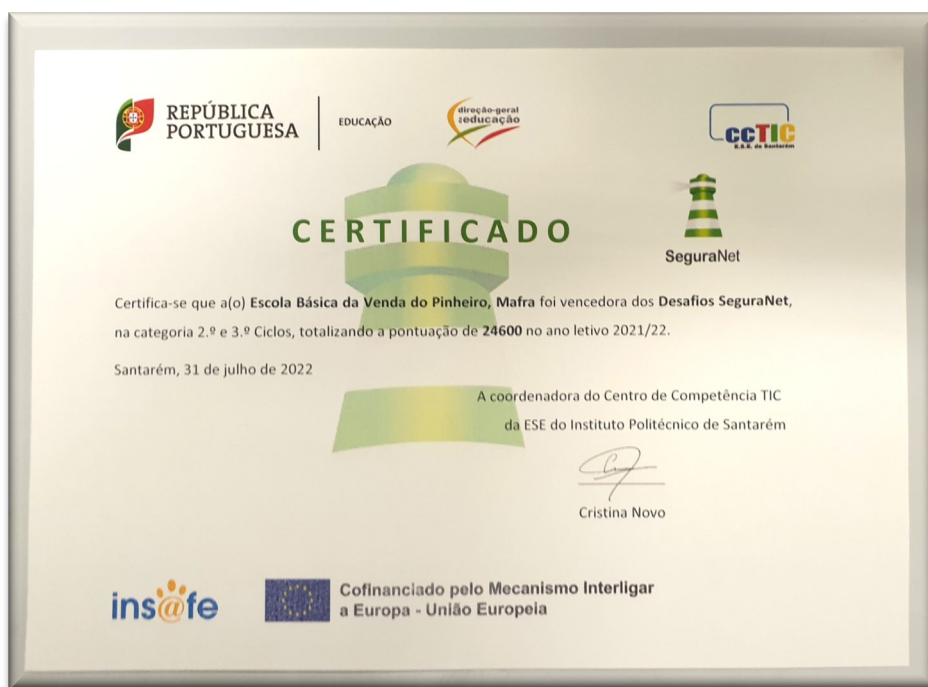 REPÚBLICA
PORTUGUESA
EDUCAÇÃO
direção-geral
:educação
ccTIC
E.S.E. de Santarém
CERTIFICADO
SeguraNet
Certifica-se que a(o) Escola Básica da Venda do Pinheiro, Mafra foi vencedora dos Desafios SeguraNet,
na categoria 2.º e 3.º Ciclos, totalizando a pontuação de 24600 no ano letivo 2021/22.
Santarém, 31 de julho de 2022
A coordenadora do Centro de Competência TIC
da ESE do Instituto Politécnico de Santarém
Cristina Novo
ins@fe
Cofinanciado pelo Mecanismo Interligar
a Europa - União Europeia